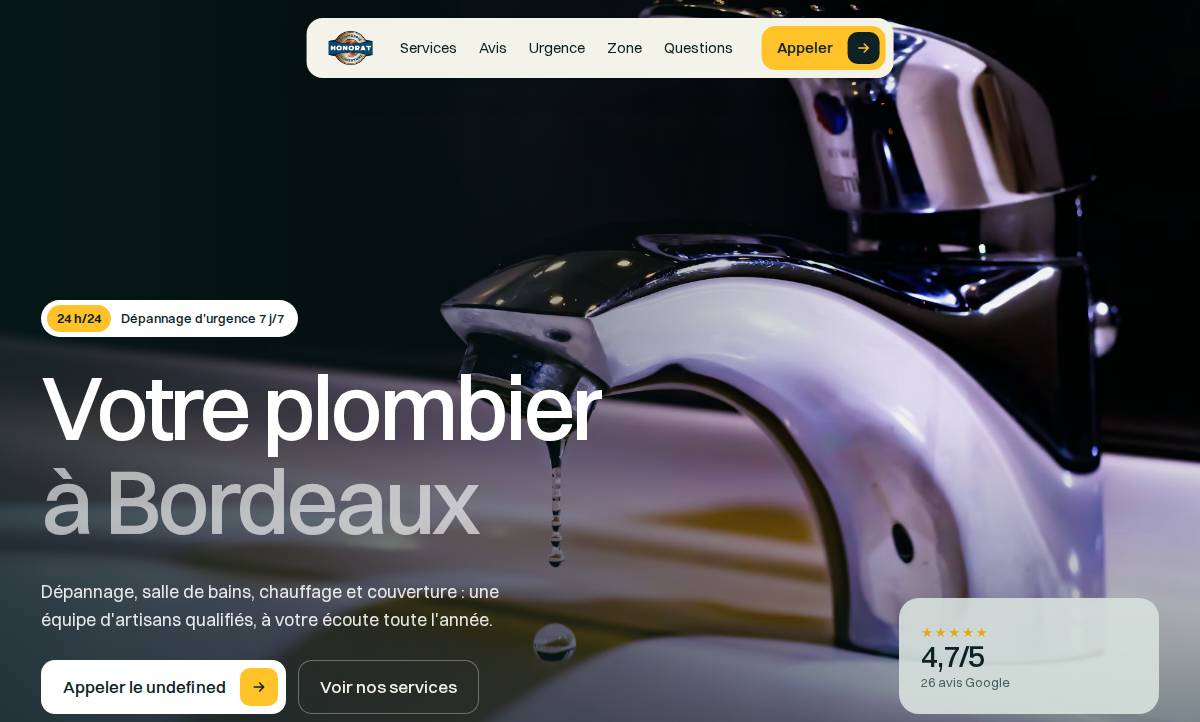 HONORAT
Services
Avis
Urgence
Zone
Questions
Appeler
24 h/24
Dépannage d'urgence 7 j/7
Votre plombier
à Bordeaux
Dépannage, salle de bains, chauffage et couverture : une
équipe d'artisans qualifiés, à votre écoute toute l'année.
Appeler le undefined
Voir nos services
★★★★★
4,7/5
26 avis Google